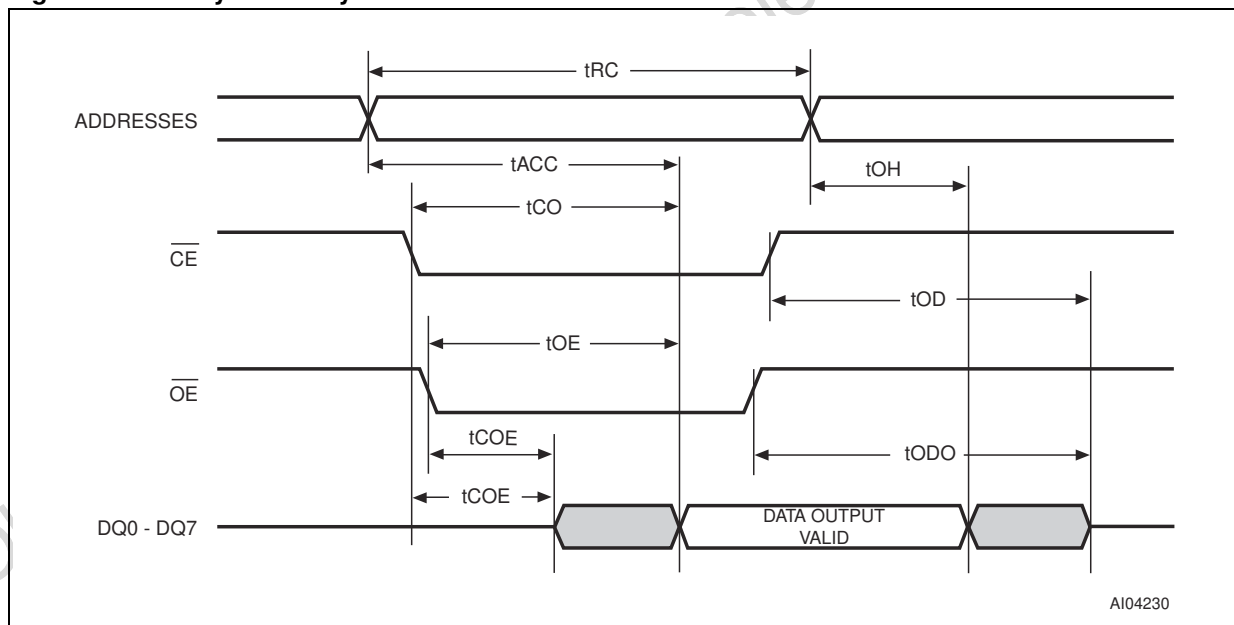 tRC
ADDRESSES
tACC
tOH
tCO
CE
tOD
tOE
OE
tCOE
tODO
tCOE
DQ0 - DQ7
DATA OUTPUT
VALID
AI04230